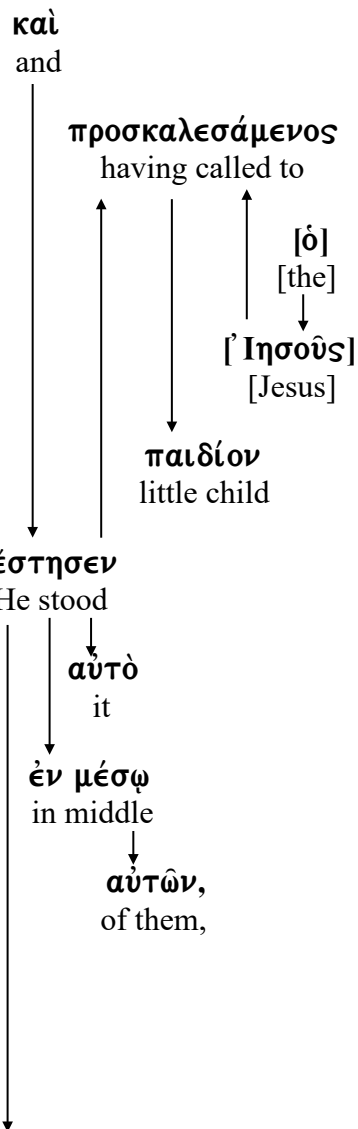 καὶ
and
προσκαλεσάμενος
having called to
[ὁ]
[the]
[Ἰησοῦς]
[Jesus]
παιδίον
little child
έστησεν
He stood
αὐτὸ
it
ἐν μέσῳ
in middle
αὐτῶν,
of them,